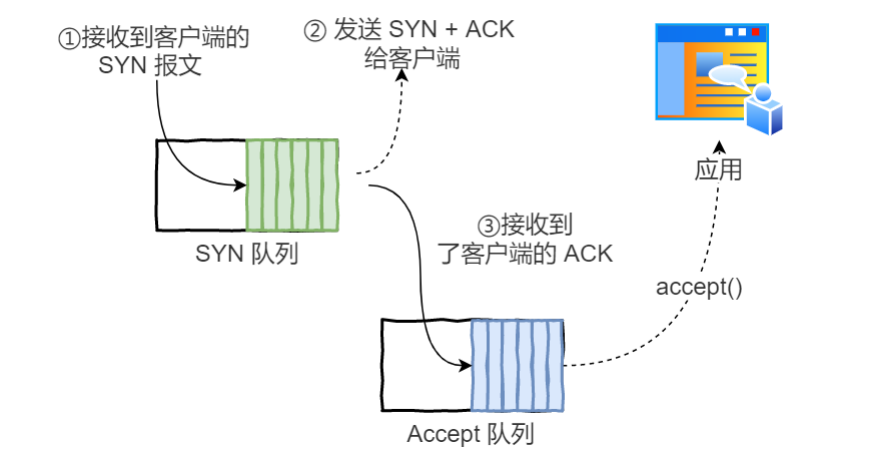 ①接收到客户端的
SYN 报文
② 发送 SYN + ACK
给客户端
应用
SYN 队列
③接收到
了客户端的 ACK
accept()
Accept 队列